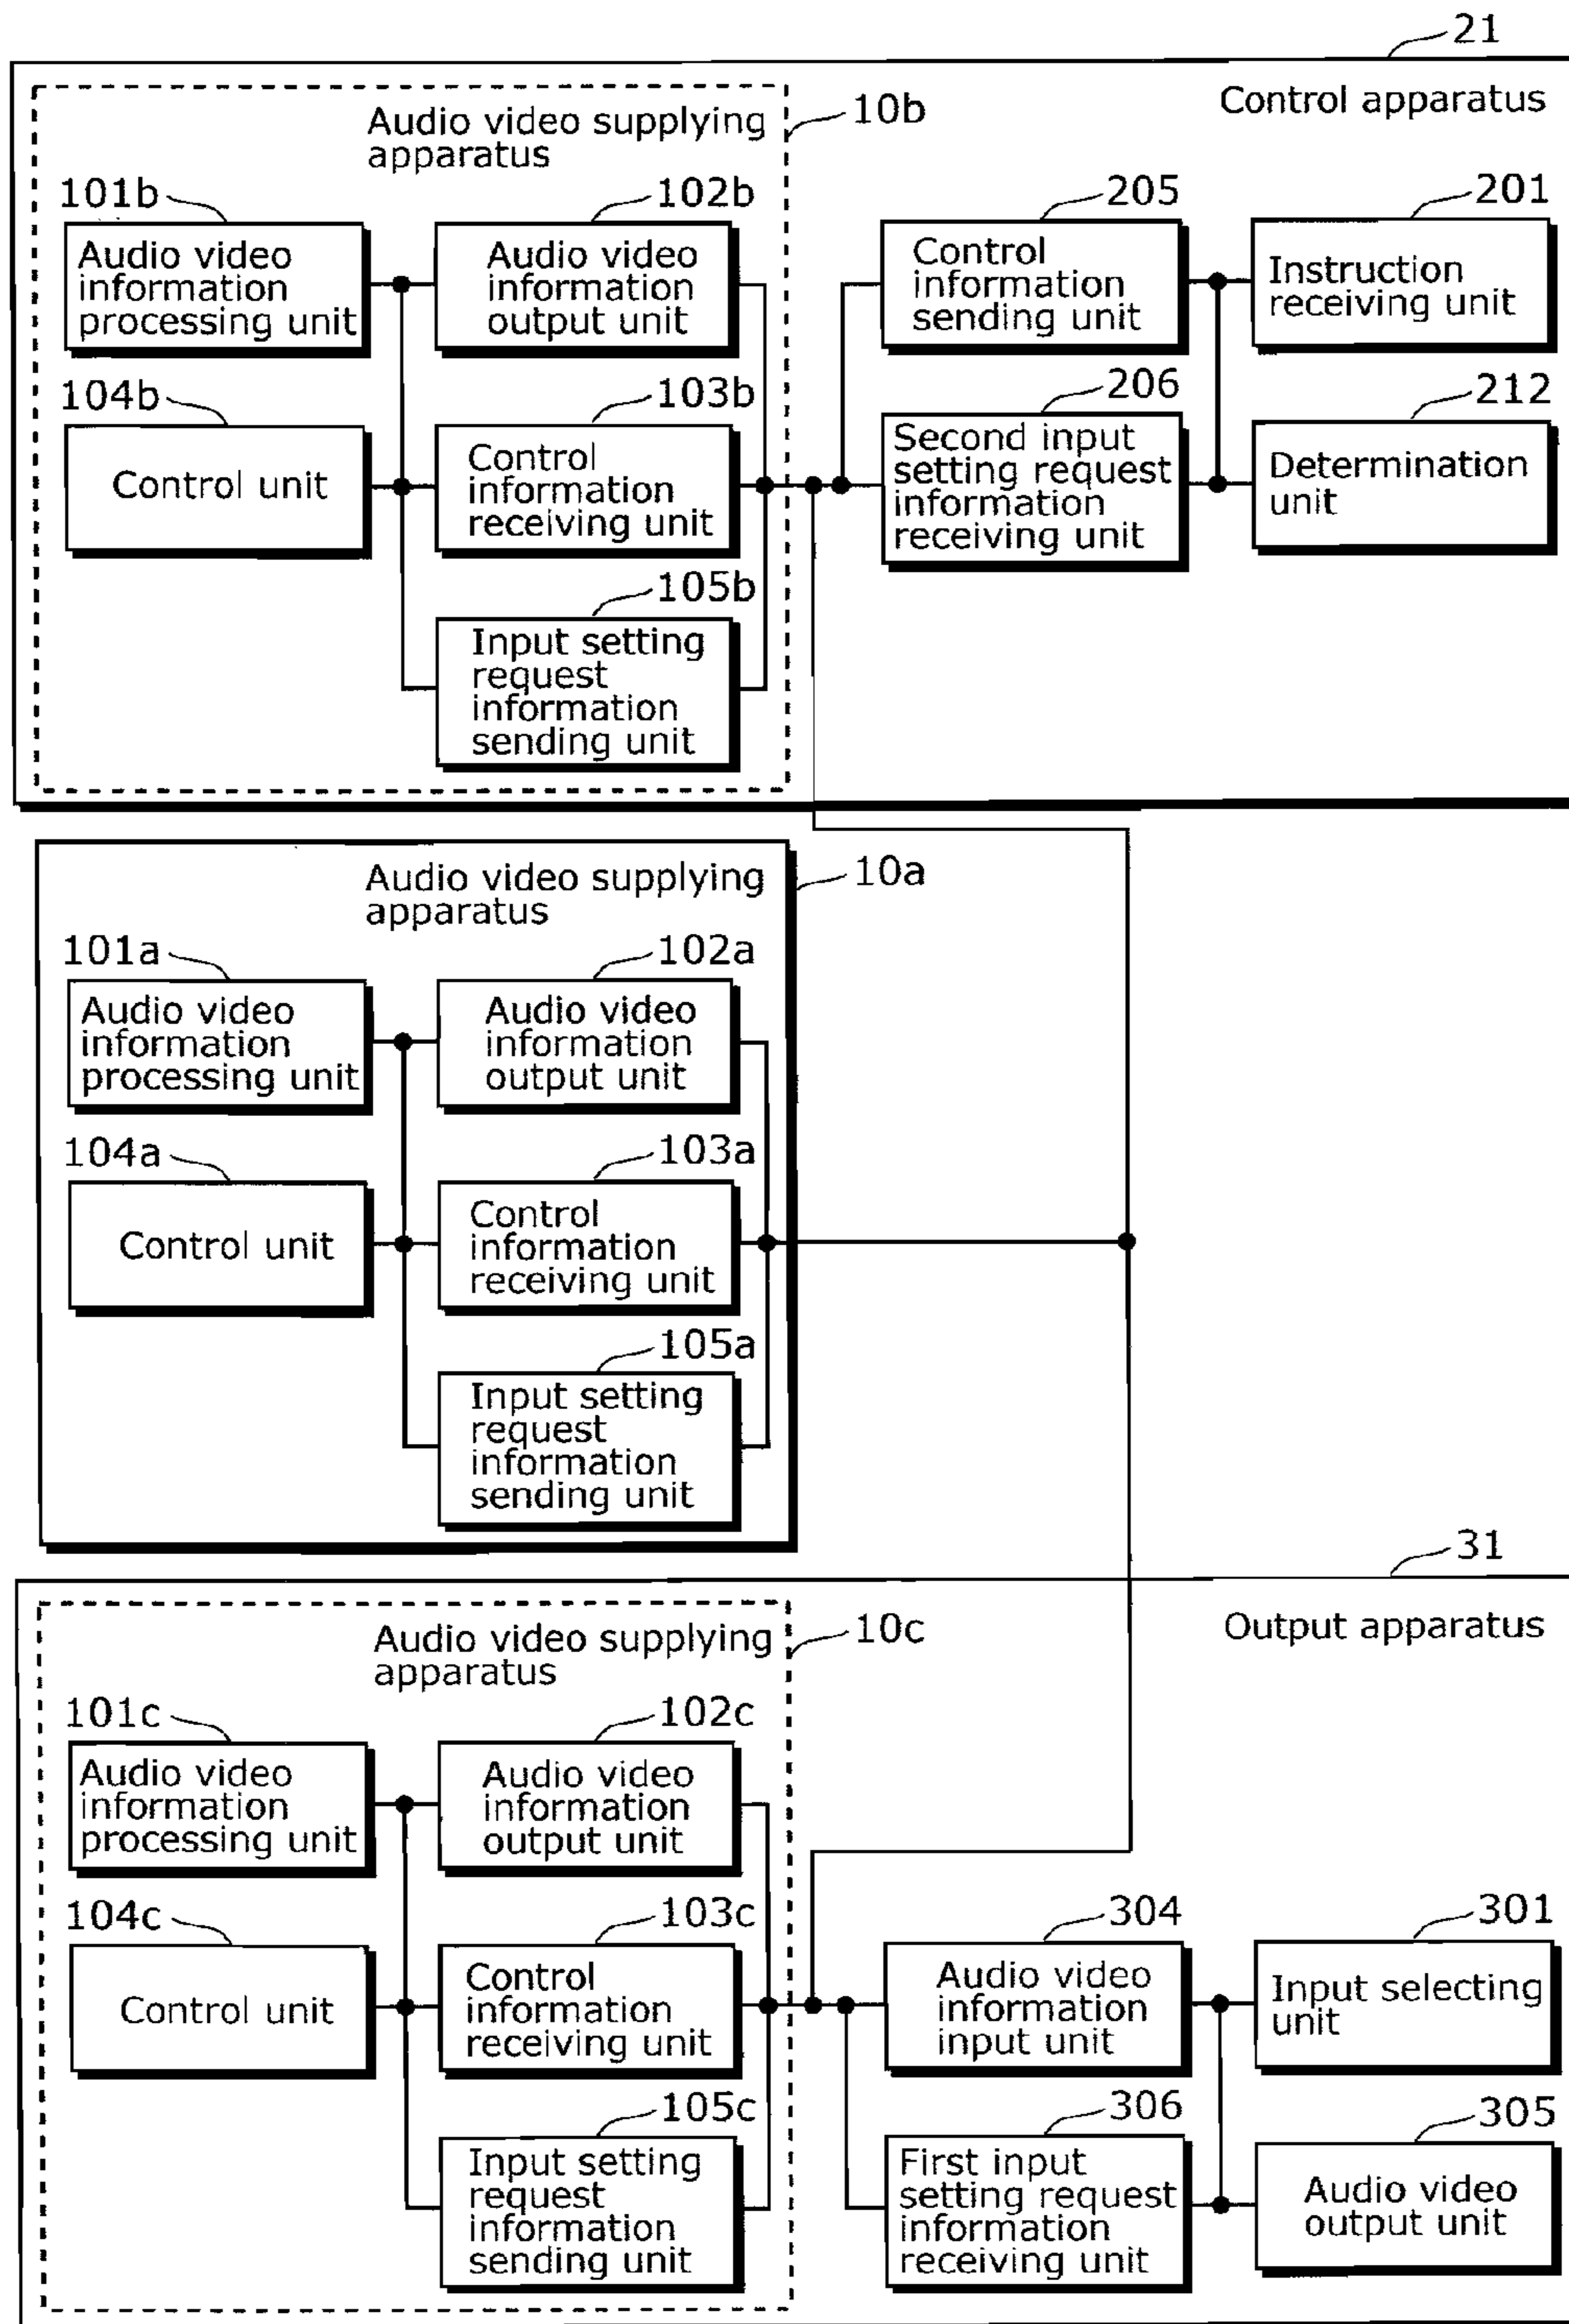 21
Control apparatus
Audio video supplying
apparatus
10b
101b
Audio video
information
processing unit
102b
Audio video
information
output unit
205
Control
information
sending unit
201
Instruction
receiving unit
104b
Control unit
103b
Control
information
receiving unit
206
Second input
setting request
information
receiving unit
212
Determination
unit
105b
Input setting
request
information
sending unit
Audio video supplying
apparatus
10a
101a
Audio video
information
processing unit
102a
Audio video
information
output unit
104a
Control unit
103a
Control
information
receiving unit
105a
Input setting
request
information
sending unit
31
Output apparatus
Audio video supplying
apparatus
10c
101c
Audio video
information
processing unit
102c
Audio video
information
output unit
104c
Control unit
103c
Control
information
receiving unit
304
Audio video
information
input unit
301
Input selecting
unit
105c
Input setting
request
information
sending unit
306
First input
setting request
information
receiving unit
305
Audio video
output unit